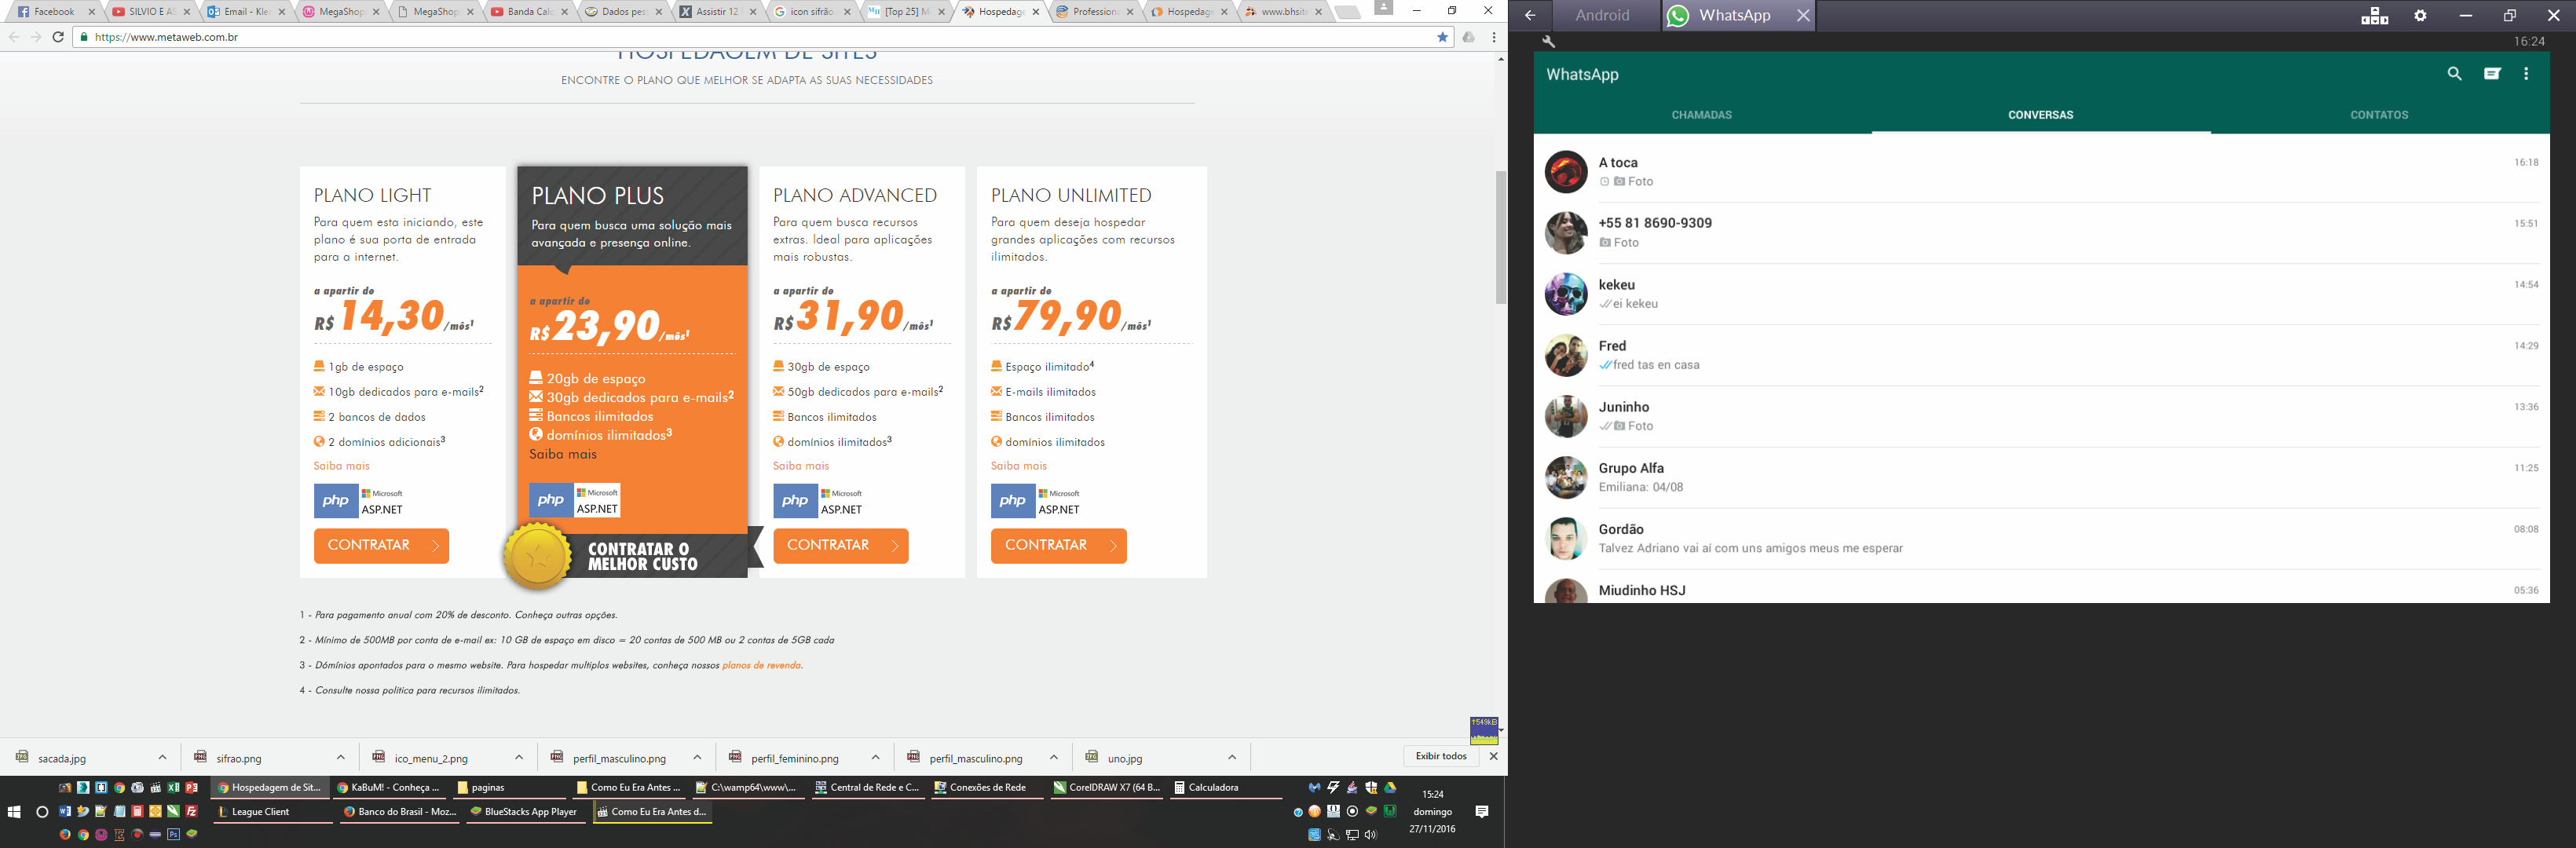 Facebook
SILVIO E AS
Email - Kle
MegaShop
MegaShop
Banda Calc
Dados pes
Assistir 12
icon sifrão
[Top 25] M
Hospedage
Professiona
Hospedage
www.bhsite
https://www.metaweb.com.br
HOSPEDAGEM DE SITES
ENCONTRE O PLANO QUE MELHOR SE ADAPTA AS SUAS NECESSIDADES
PLANO LIGHT
Para quem esta iniciando, este
plano é sua porta de entrada
para a internet.
a apartir de
R$ 14,30/mês¹
1gb de espaço
10gb dedicados para e-mails²
2 bancos de dados
2 domínios adicionais³
Saiba mais
php Microsoft
ASP.NET
CONTRATAR
PLANO PLUS
Para quem busca uma solução mais
avançada e presença online.
a apartir de
R$23,90/mês¹
20gb de espaço
30gb dedicados para e-mails²
Bancos ilimitados
domínios ilimitados³
Saiba mais
php Microsoft
ASP.NET
CONTRATAR O
MELHOR CUSTO
PLANO ADVANCED
Para quem busca recursos
extras. Ideal para aplicações
mais robustas.
a apartir de
R$31,90/mês¹
30gb de espaço
50gb dedicados para e-mails²
Bancos ilimitados
domínios ilimitados³
Saiba mais
php Microsoft
ASP.NET
CONTRATAR
PLANO UNLIMITED
Para quem deseja hospedar
grandes aplicações com recursos
ilimitados.
a apartir de
R$79,90/mês¹
Espaço ilimitado⁴
E-mails ilimitados
Bancos ilimitados
domínios ilimitados
Saiba mais
php Microsoft
ASP.NET
CONTRATAR
1 - Para pagamento anual com 20% de desconto. Conheça outras opções.
2 - Mínimo de 500MB por conta de e-mail ex: 10 GB de espaço em disco = 20 contas de 500 MB ou 2 contas de 5GB cada
3 - Dómínios apontados para o mesmo website. Para hospedar multiplos websites, conheça nossos planos de revenda.
4 - Consulte nossa politica para recursos ilimitados.
sacada.jpg
sifrao.png
ico_menu_2.png
perfil_masculino.png
perfil_feminino.png
perfil_masculino.png
uno.jpg
Exibir todos
Hospedagem de Sit...
KaBuM! - Conheça ...
paginas
Como Eu Era Antes ...
C:\wamp64\www\...
Central de Rede e C...
Conexões de Rede
CorelDRAW X7 (64 B...
Calculadora
League Client
Banco do Brasil - Moz...
BlueStacks App Player
Como Eu Era Antes d...
15:24
domingo
27/11/2016
Android
WhatsApp
16:24
WhatsApp
CHAMADAS
CONVERSAS
CONTATOS
A toca
16:18
Foto
+55 81 8690-9309
15:51
Foto
kekeu
14:54
ei kekeu
Fred
14:29
fred tas en casa
Juninho
13:36
Foto
Grupo Alfa
11:25
Emiliana: 04/08
Gordão
08:08
Talvez Adriano vai aí com uns amigos meus me esperar
Miudinho HSJ
05:36